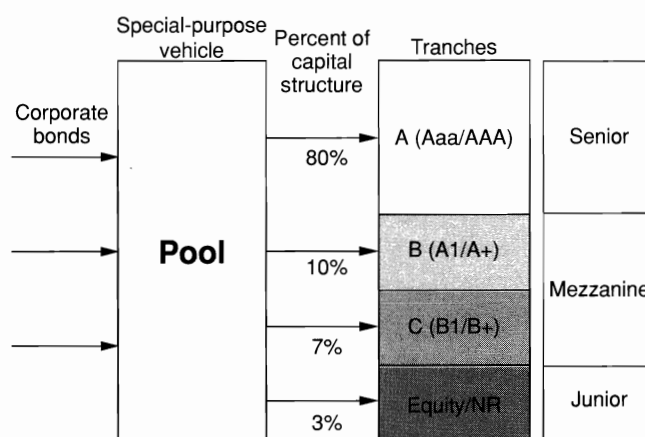 Special-purpose
vehicle
Percent of
capital
structure
Tranches
Corporate
bonds
Pool
80%
10%
7%
3%
A (Aaa/AAA)
B (A1/A+)
C (B1/B+)
Equity/NR
Senior
Mezzanine
Junior